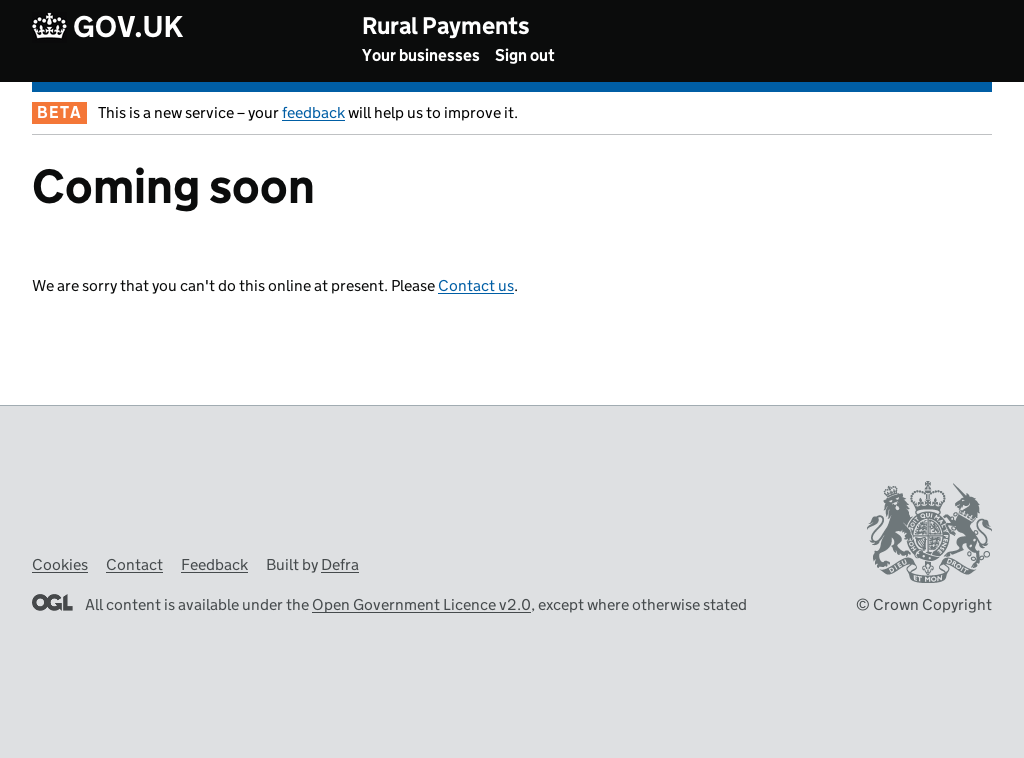 GOV.UK
Rural Payments
Your businesses Sign out
BETA This is a new service – your feedback will help us to improve it.
Coming soon
We are sorry that you can't do this online at present. Please Contact us.
Cookies Contact Feedback Built by Defra
DIEU ET MON DROIT
OGL All content is available under the Open Government Licence v2.0, except where otherwise stated
© Crown Copyright